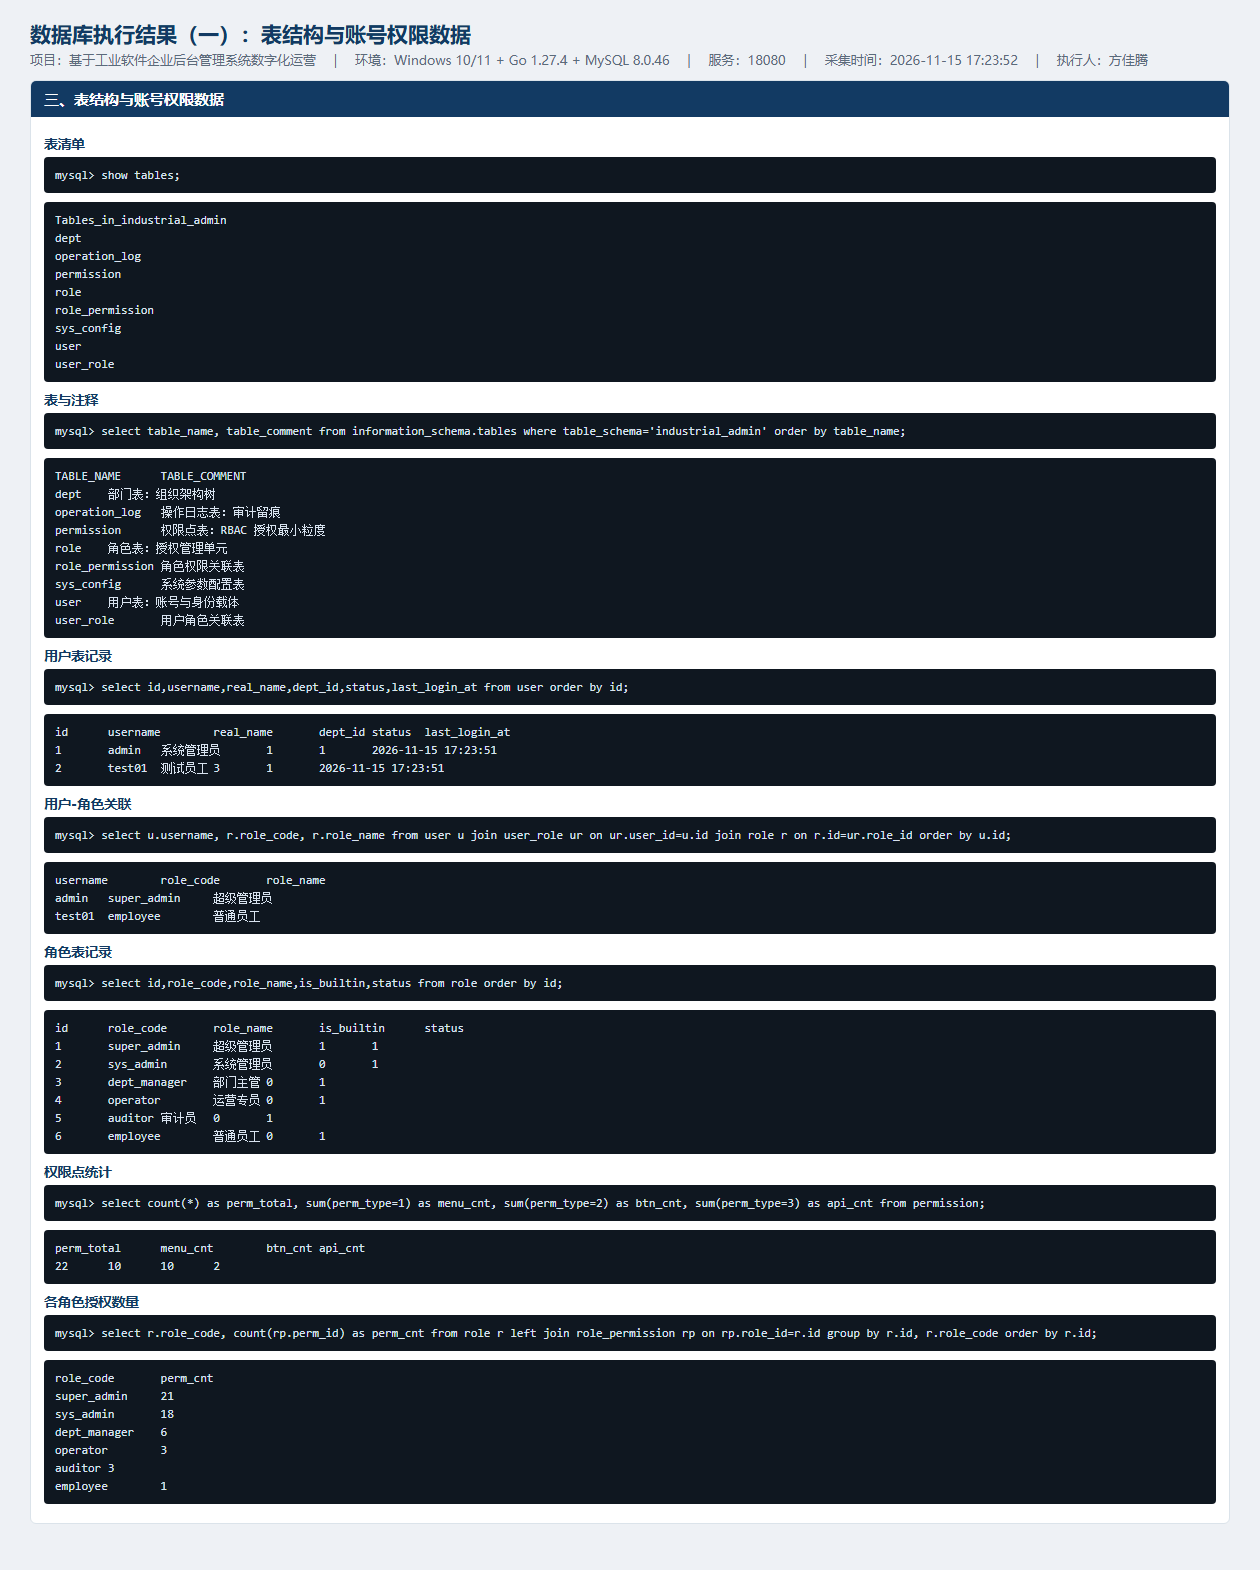 数据库执行结果（一）：表结构与账号权限数据
项目：基于工业软件企业后台管理系统数字化运营 | 环境：Windows 10/11 + Go 1.27.4 + MySQL 8.0.46 | 服务：18080 | 采集时间：2026-11-15 17:23:52 | 执行人：方佳腾
三、表结构与账号权限数据
表清单
mysql> show tables;
Tables_in_industrial_admin
dept
operation_log
permission
role
role_permission
sys_config
user
user_role
表与注释
mysql> select table_name, table_comment from information_schema.tables where table_schema='industrial_admin' order by table_name;
TABLE_NAME TABLE_COMMENT
dept 部门表：组织架构树
operation_log 操作日志表：审计留痕
permission 权限点表：RBAC 授权最小粒度
role 角色表：授权管理单元
role_permission 角色权限关联表
sys_config 系统参数配置表
user 用户表：账号与身份载体
user_role 用户角色关联表
用户表记录
mysql> select id,username,real_name,dept_id,status,last_login_at from user order by id;
id username real_name dept_id status last_login_at
1 admin 系统管理员 1 1 2026-11-15 17:23:51
2 test01 测试员工 3 1 2026-11-15 17:23:51
用户-角色关联
mysql> select u.username, r.role_code, r.role_name from user u join user_role ur on ur.user_id=u.id join role r on r.id=ur.role_id order by u.id;
username role_code role_name
admin super_admin 超级管理员
test01 employee 普通员工
角色表记录
mysql> select id,role_code,role_name,is_builtin,status from role order by id;
id role_code role_name is_builtin status
1 super_admin 超级管理员 1 1
2 sys_admin 系统管理员 0 1
3 dept_manager 部门主管 0 1
4 operator 运营专员 0 1
5 auditor 审计员 0 1
6 employee 普通员工 0 1
权限点统计
mysql> select count(*) as perm_total, sum(perm_type=1) as menu_cnt, sum(perm_type=2) as btn_cnt, sum(perm_type=3) as api_cnt from permission;
perm_total menu_cnt btn_cnt api_cnt
22 10 10 2
各角色授权数量
mysql> select r.role_code, count(rp.perm_id) as perm_cnt from role r left join role_permission rp on rp.role_id=r.id group by r.id, r.role_code order by r.id;
role_code perm_cnt
super_admin 21
sys_admin 18
dept_manager 6
operator 3
auditor 3
employee 1